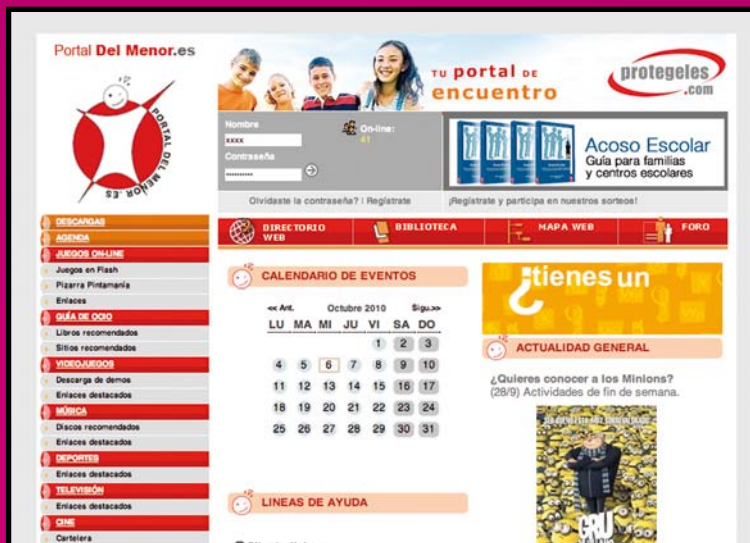 Portal Del Menor.es
PORTAL DEL MENOR.ES
TU portal DE
encuentro
protegeles
.com
Nombre
xxxx
On-line:
41
Contraseña
Acoso Escolar
Guía para familias
y centros escolares
Olvidaste la contraseña? | Regístrate
¡Regístrate y participa en nuestros sorteos!
DESCARGAS
AGENDA
JUEGOS ON-LINE
Juegos en Flash
Pizarra Pintamanía
Enlaces
GUÍA DE OCIO
Libros recomendados
Sitios recomendados
VIDEOJUEGOS
Descarga de demos
Enlaces destacados
MÚSICA
Discos recomendados
Enlaces destacados
DEPORTES
Enlaces destacados
TELEVISIÓN
Enlaces destacados
CINE
Cartelera
DIRECTORIO
WEB
BIBLIOTECA
MAPA WEB
FORO
CALENDARIO DE EVENTOS
<< Ant. Octubre 2010 Sigu.>>
LU MA MI JU VI SA DO
1 2 3
4 5 6 7 8 9 10
11 12 13 14 15 16 17
18 19 20 21 22 23 24
25 26 27 28 29 30 31
LINEAS DE AYUDA
¿tienes un
ACTUALIDAD GENERAL
¿Quieres conocer a los Minions?
(28/9) Actividades de fin de semana.
GRU